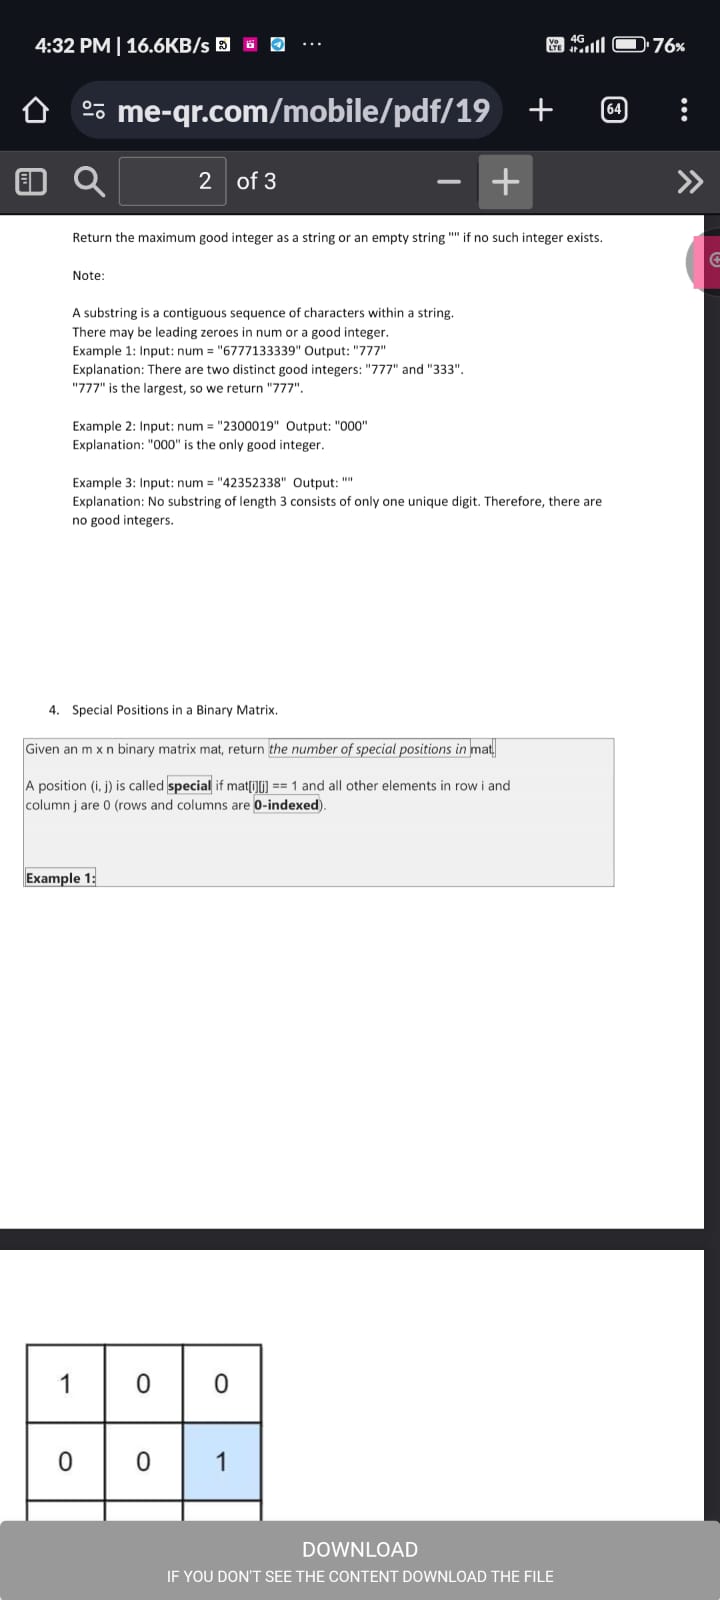 4:32 PM | 16.6KB/s ...
Vo LTE 4G 76%
me-qr.com/mobile/pdf/19 + 64
2 of 3 − +
Return the maximum good integer as a string or an empty string "" if no such integer exists.
Note:
A substring is a contiguous sequence of characters within a string.
There may be leading zeroes in num or a good integer.
Example 1: Input: num = "6777133339" Output: "777"
Explanation: There are two distinct good integers: "777" and "333".
"777" is the largest, so we return "777".
Example 2: Input: num = "2300019" Output: "000"
Explanation: "000" is the only good integer.
Example 3: Input: num = "42352338" Output: ""
Explanation: No substring of length 3 consists of only one unique digit. Therefore, there are
no good integers.
4. Special Positions in a Binary Matrix.
Given an m x n binary matrix mat, return the number of special positions in mat.
A position (i, j) is called special if mat[i][j] == 1 and all other elements in row i and
column j are 0 (rows and columns are 0-indexed).
Example 1:
1 0 0
0 0 1
DOWNLOAD
IF YOU DON'T SEE THE CONTENT DOWNLOAD THE FILE